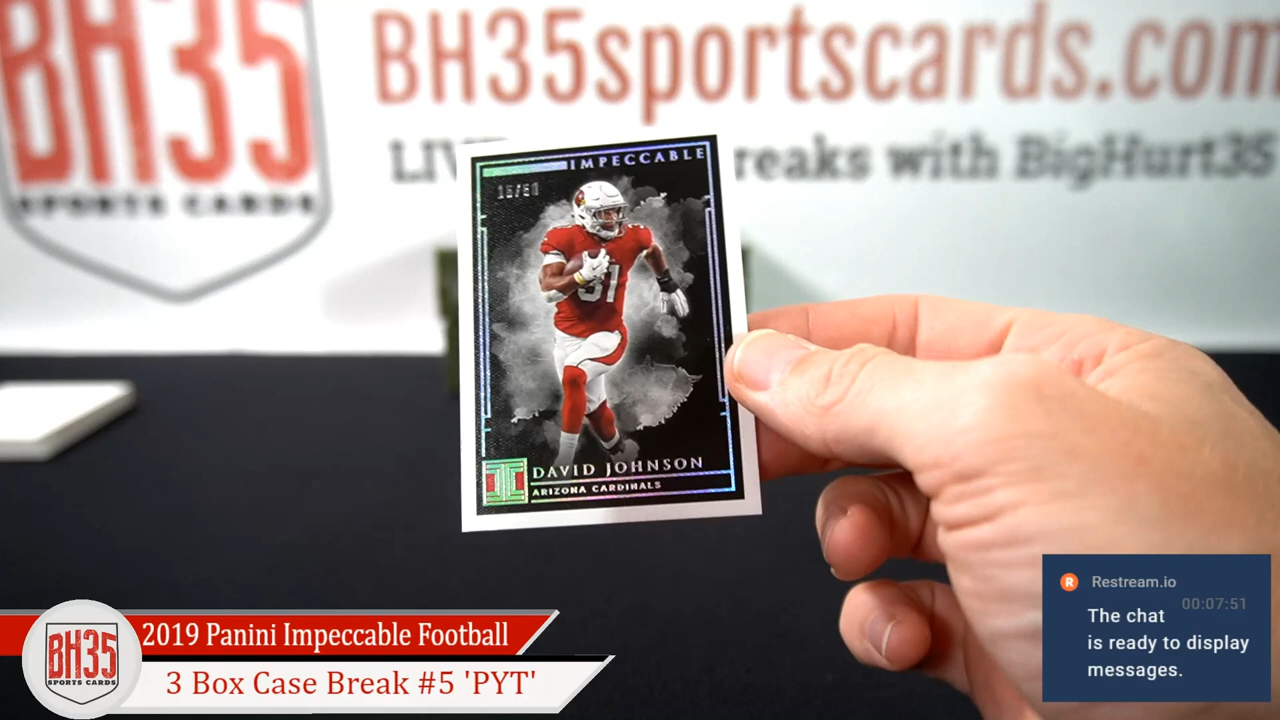 BH35
SPORTS CARDS
BH35sportscards.com
LIV reaks with BigHurt35
IMPECCABLE
31
DAVID JOHNSON
ARIZONA CARDINALS
Restream.io
00:07:51
The chat
is ready to display
messages.
BH35
SPORTS CARDS
2019 Panini Impeccable Football
3 Box Case Break #5 'PYT'